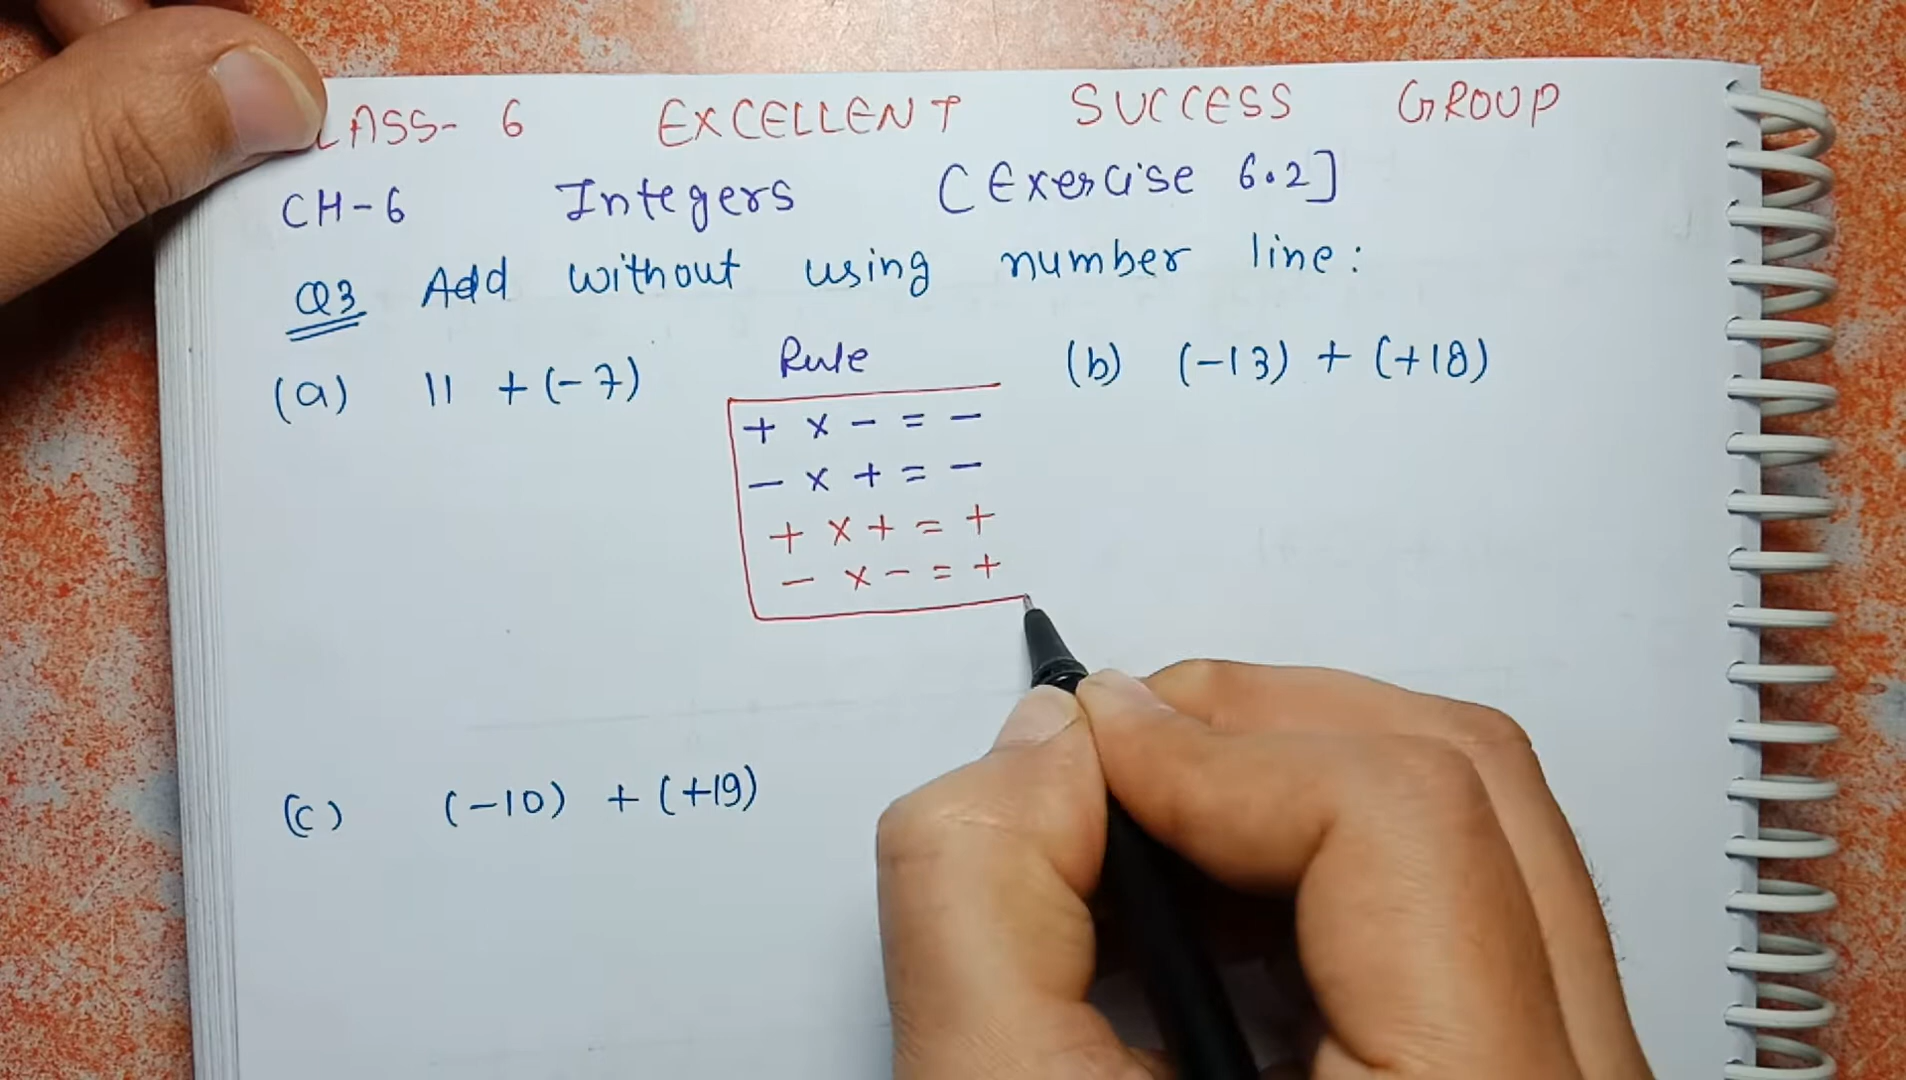 LASS- 6 EXCELLENT SUCCESS GROUP
CH-6 Integers [Exercise 6.2]
Q3 Add without using number line:
(a) 11 + (-7)
Rule
+ x - = -
- x + = -
+ x + = +
- x - = +
(b) (-13) + (+18)
(c) (-10) + (+19)